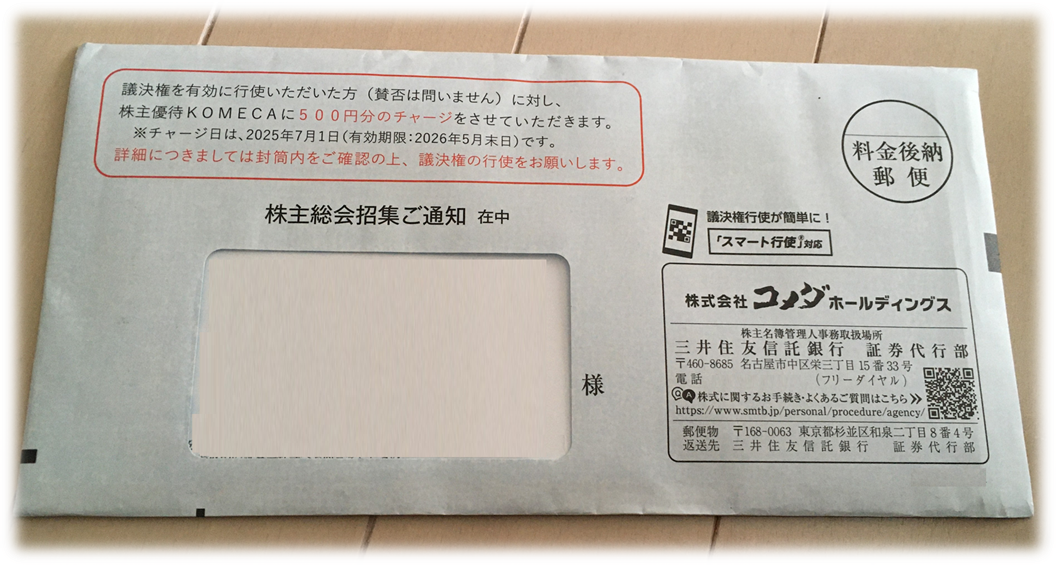 議決権を有効に行使いただいた方（賛否は問いません）に対し、
株主優待KOMECAに５００円分のチャージをさせていただきます。
※チャージ日は、2025年7月1日(有効期限：2026年5月末日)です。
詳細につきましては封筒内をご確認の上、議決権の行使をお願いします。
料金後納
郵便
株主総会招集ご通知 在中
議決権行使が簡単に！
「スマート行使」®対応
様
株式会社 コメダ ホールディングス
株主名簿管理人事務取扱場所
三井住友信託銀行 証券代行部
〒460-8685 名古屋市中区栄三丁目15番33号
電話 (フリーダイヤル)
Q A 株式に関するお手続き・よくあるご質問はこちら
https://www.smtb.jp/personal/procedure/agency/
郵便物 〒168-0063 東京都杉並区和泉二丁目8番4号
返送先 三井住友信託銀行 証券代行部